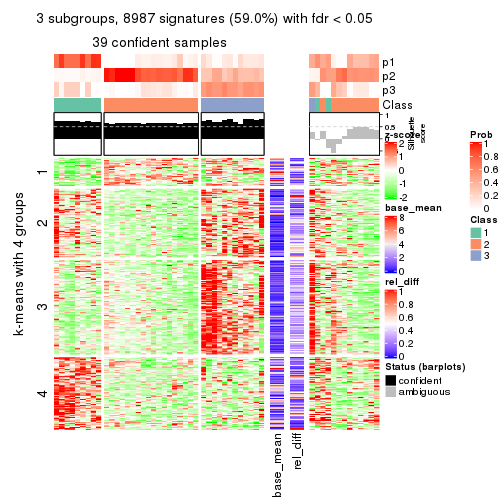 3 subgroups, 8987 signatures (59.0%) with fdr < 0.05
39 confident samples
p1
p2
p3
Class
1
0.5
0
Silhouette
score
z-score
2
1
0
-1
-2
base_mean
8
6
4
2
0
rel_diff
1
0.8
0.6
0.4
0.2
0
Prob
1
0.8
0.6
0.4
0.2
0
Class
1
2
3
Status (barplots)
confident
ambiguous
k-means with 4 groups
1
2
3
4
base_mean
rel_diff